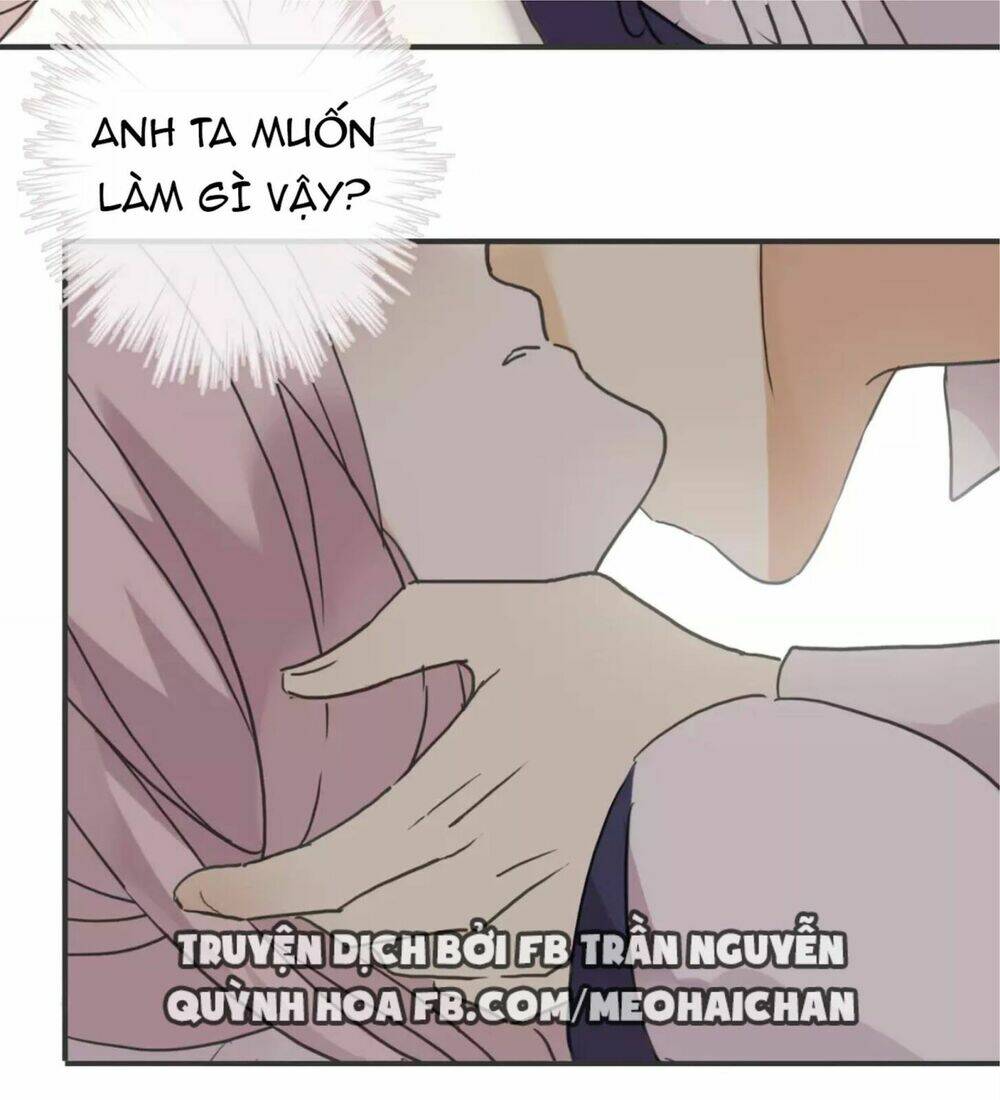 ANH TA MUỐN
LÀM GÌ VẬY?
TRUYỆN DỊCH BỞI FB TRẦN NGUYỄN
QUỲNH HOA FB.COM/MEOHAICHAN